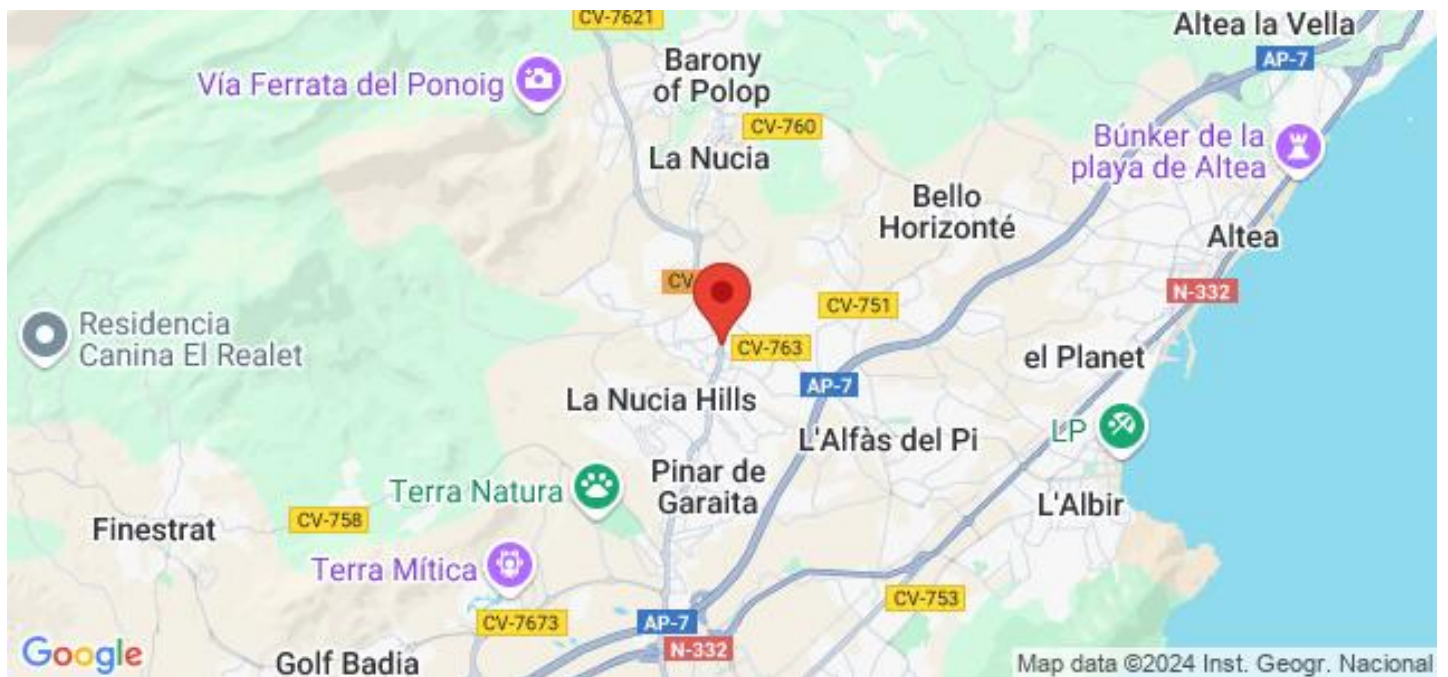 CV-7621
Altea la Vella
AP-7
Barony
of Polop
Vía Ferrata del Ponoig
CV-760
Búnker de la
playa de Altea
La Nucia
Bello
Horizonté
Altea
CV
N-332
CV-751
Residencia
Canina El Realet
CV-763
el Planet
AP-7
La Nucia Hills
LP
L'Alfàs del Pi
Pinar de
Garaita
Terra Natura
L'Albir
CV-758
Finestrat
Terra Mítica
CV-753
CV-7673
AP-7
N-332
Google
Golf Badia
Map data ©2024 Inst. Geogr. Nacional